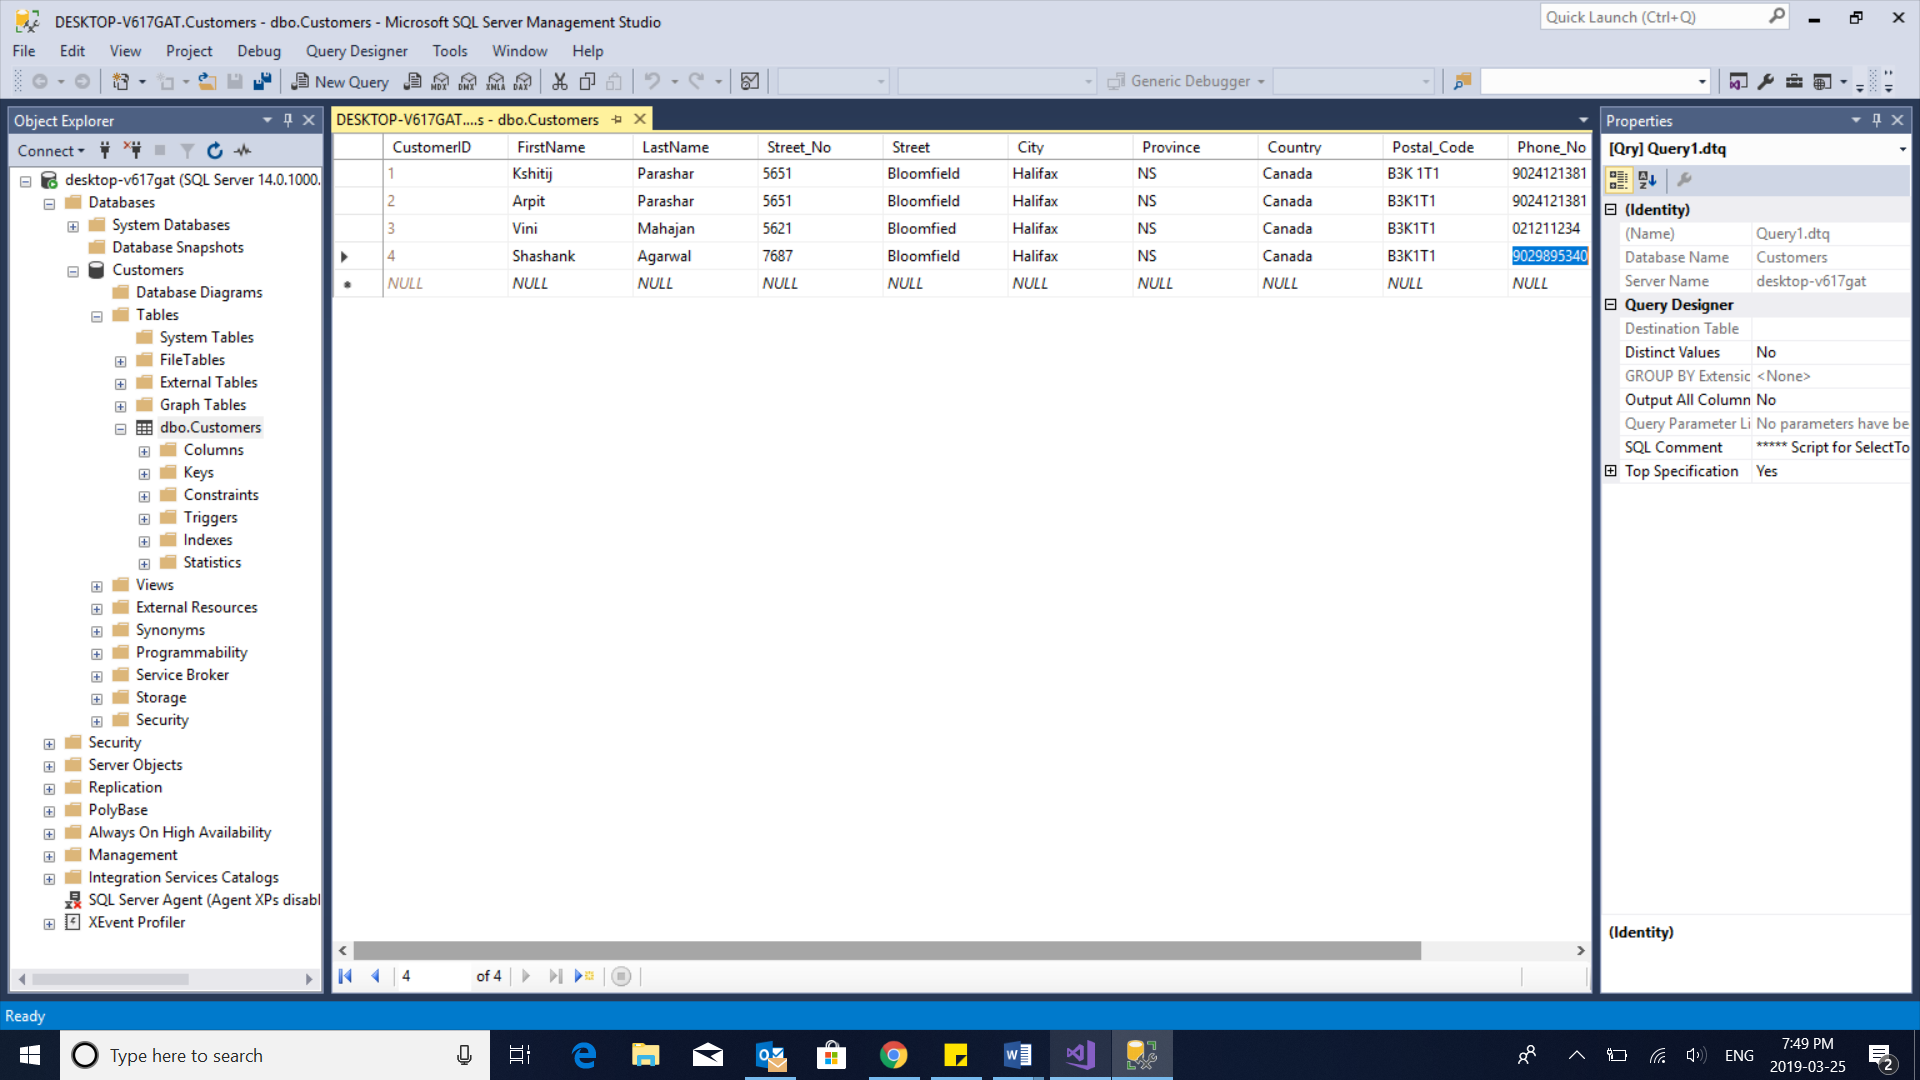 DESKTOP-V617GAT.Customers - dbo.Customers - Microsoft SQL Server Management Studio
Quick Launch (Ctrl+Q)
File Edit View Project Debug Query Designer Tools Window Help
New Query MDX DMX XMLA DAX Generic Debugger
Object Explorer
Connect
desktop-v617gat (SQL Server 14.0.1000.
Databases
System Databases
Database Snapshots
Customers
Database Diagrams
Tables
System Tables
FileTables
External Tables
Graph Tables
dbo.Customers
Columns
Keys
Constraints
Triggers
Indexes
Statistics
Views
External Resources
Synonyms
Programmability
Service Broker
Storage
Security
Security
Server Objects
Replication
PolyBase
Always On High Availability
Management
Integration Services Catalogs
SQL Server Agent (Agent XPs disabl
XEvent Profiler
DESKTOP-V617GAT....s - dbo.Customers
CustomerID FirstName LastName Street_No Street City Province Country Postal_Code Phone_No
1 Kshitij Parashar 5651 Bloomfield Halifax NS Canada B3K 1T1 9024121381
2 Arpit Parashar 5651 Bloomfield Halifax NS Canada B3K1T1 9024121381
3 Vini Mahajan 5621 Bloomfied Halifax NS Canada B3K1T1 021211234
4 Shashank Agarwal 7687 Bloomfield Halifax NS Canada B3K1T1 9029895340
NULL NULL NULL NULL NULL NULL NULL NULL NULL NULL
4 of 4
Properties
[Qry] Query1.dtq
(Identity)
(Name) Query1.dtq
Database Name Customers
Server Name desktop-v617gat
Query Designer
Destination Table
Distinct Values No
GROUP BY Extensic <None>
Output All Column No
Query Parameter Li No parameters have be
SQL Comment ***** Script for SelectTo
Top Specification Yes
(Identity)
Ready
Type here to search
ENG
7:49 PM
2019-03-25
2